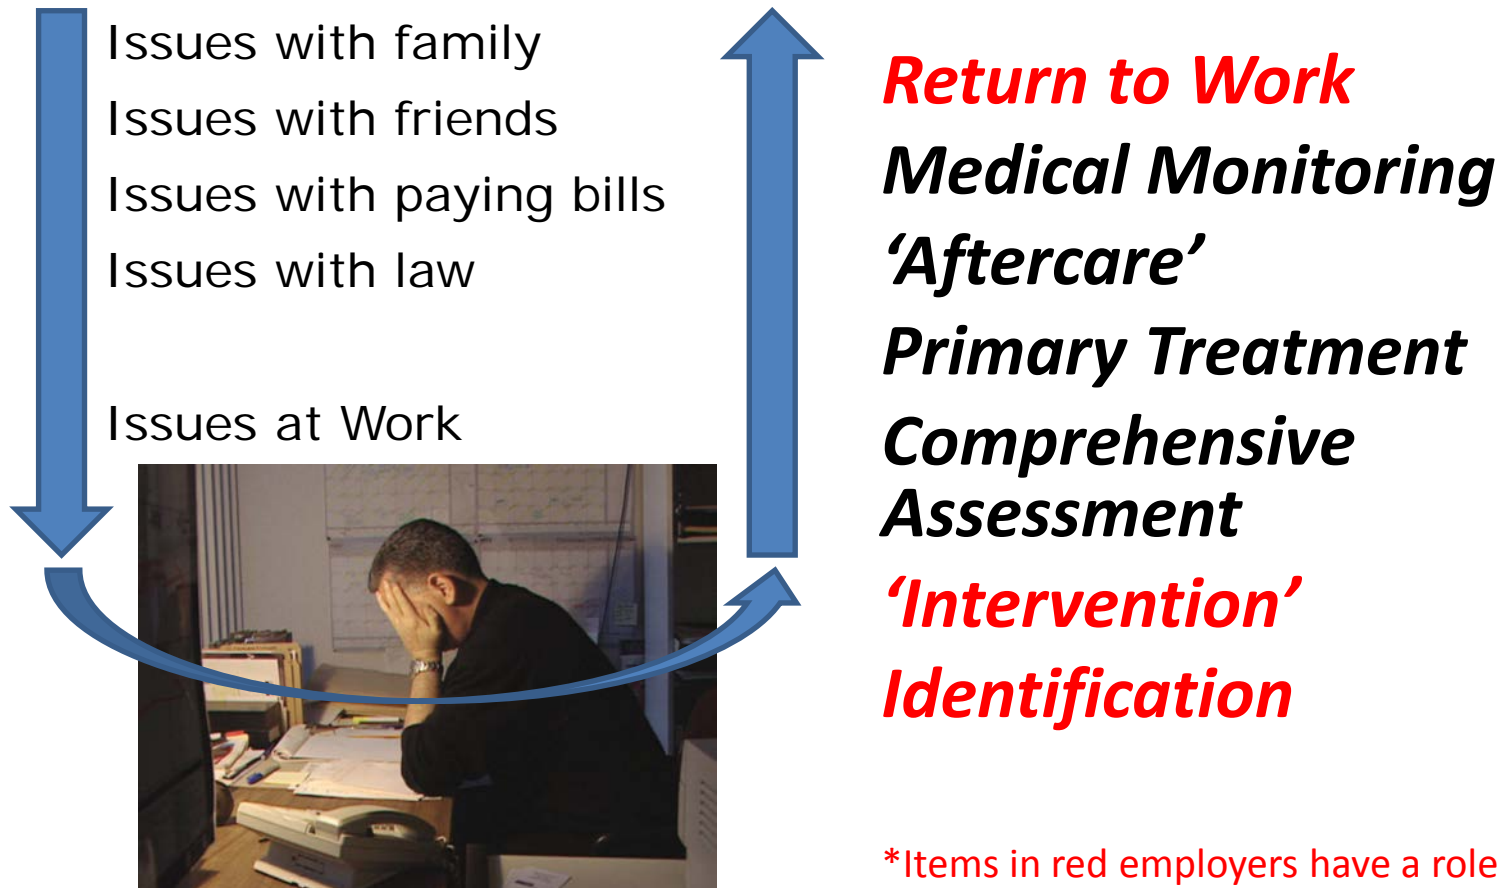 Issues with family
Issues with friends
Issues with paying bills
Issues with law
Issues at Work
Return to Work
Medical Monitoring
‘Aftercare’
Primary Treatment
Comprehensive
Assessment
‘Intervention’
Identification
*Items in red employers have a role